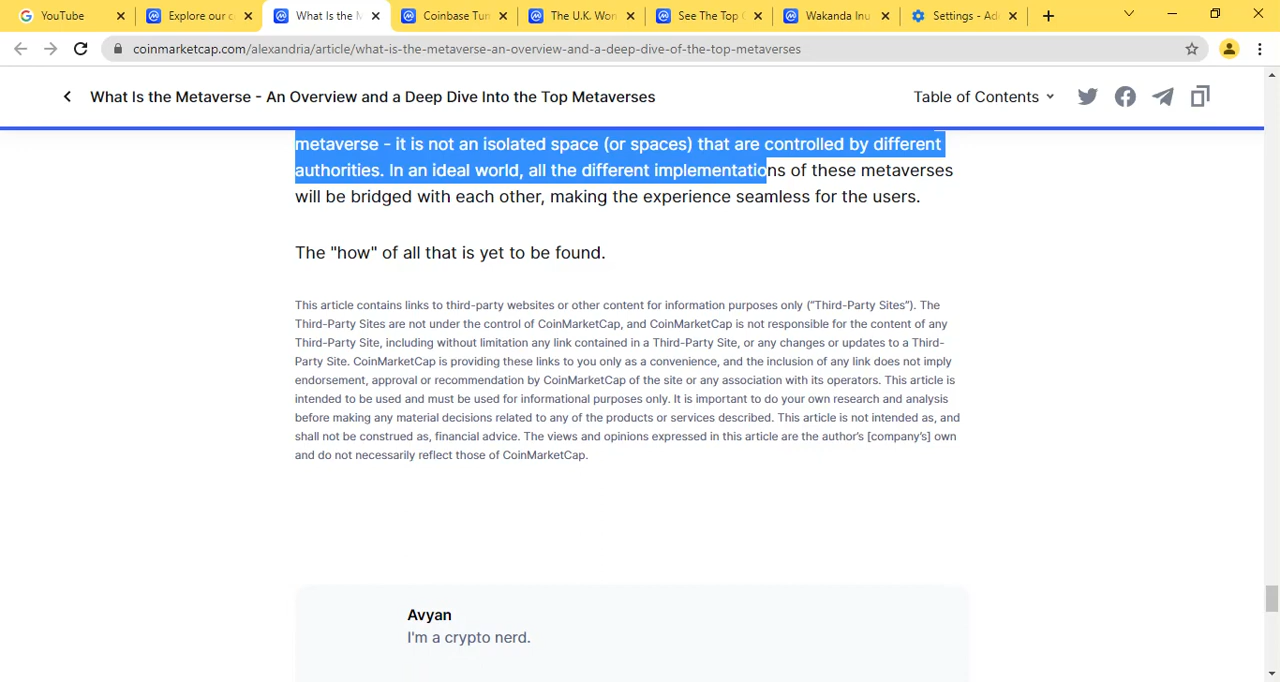 YouTube
Explore our c
What Is the M
Coinbase Tur
The U.K. Wor
See The Top
Wakanda Inu
Settings - Ad
coinmarketcap.com/alexandria/article/what-is-the-metaverse-an-overview-and-a-deep-dive-of-the-top-metaverses
What Is the Metaverse - An Overview and a Deep Dive Into the Top Metaverses
Table of Contents
metaverse - it is not an isolated space (or spaces) that are controlled by different
authorities. In an ideal world, all the different implementations of these metaverses
will be bridged with each other, making the experience seamless for the users.
The "how" of all that is yet to be found.
This article contains links to third-party websites or other content for information purposes only (“Third-Party Sites”). The
Third-Party Sites are not under the control of CoinMarketCap, and CoinMarketCap is not responsible for the content of any
Third-Party Site, including without limitation any link contained in a Third-Party Site, or any changes or updates to a Third-
Party Site. CoinMarketCap is providing these links to you only as a convenience, and the inclusion of any link does not imply
endorsement, approval or recommendation by CoinMarketCap of the site or any association with its operators. This article is
intended to be used and must be used for informational purposes only. It is important to do your own research and analysis
before making any material decisions related to any of the products or services described. This article is not intended as, and
shall not be construed as, financial advice. The views and opinions expressed in this article are the author’s [company’s] own
and do not necessarily reflect those of CoinMarketCap.
Avyan
I'm a crypto nerd.